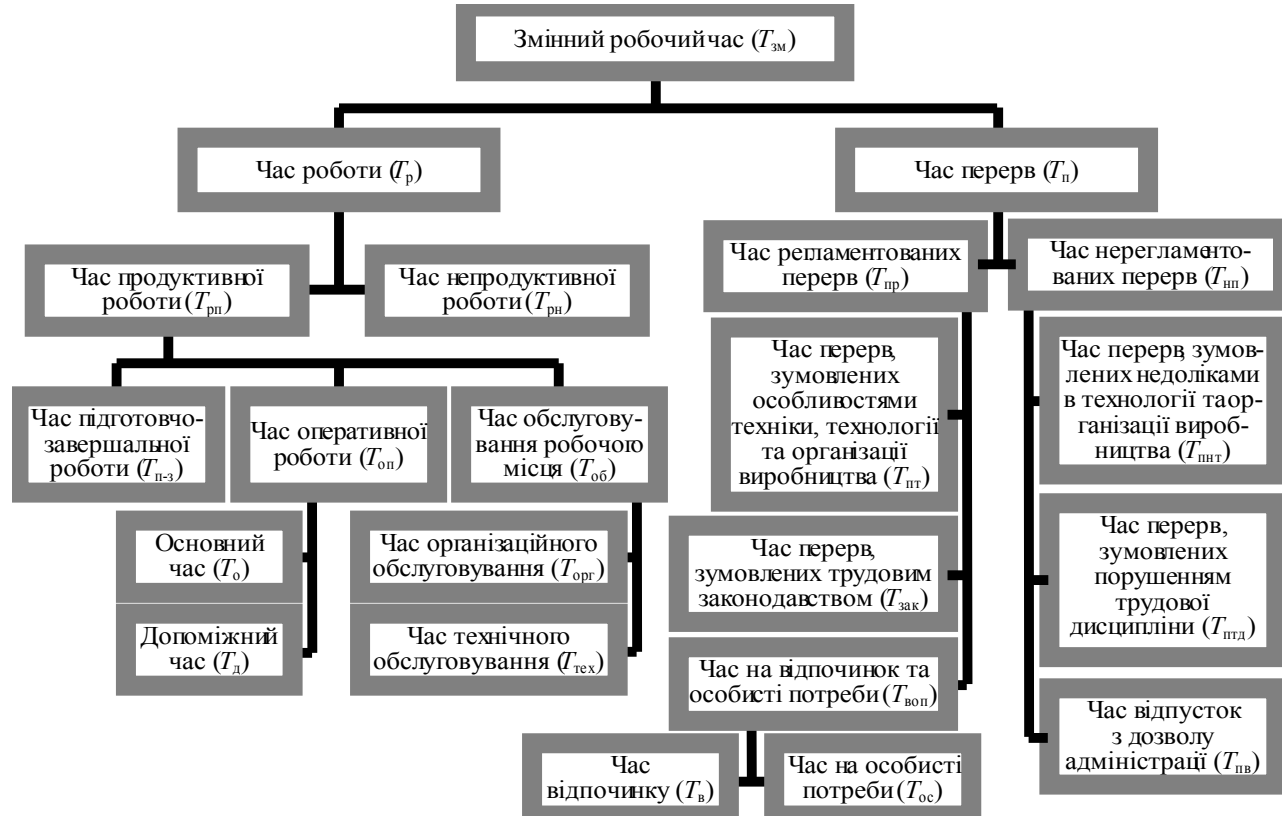 Змінний робочий час (Tзм)
Час роботи (Tр)
Час перерв (Tп)
Час продуктивної
роботи (Tрп)
Час непродуктивної
роботи (Tрн)
Час регламентованих
перерв (Tпр)
Час нерегламенто-
ваних перерв (Tнп)
Час підготовчо-
завершальної
роботи (Tп-з)
Час оперативної
роботи (Tоп)
Час обслугову-
вання робочого
місця (Tоб)
Основний
час (Tо)
Допоміжний
час (Tд)
Час організаційного
обслуговування (Tорг)
Час технічного
обслуговування (Tтех)
Час перерв,
зумовлених
особливостями
техніки, технології
та організації
виробництва (Tпт)
Час перерв,
зумовлених трудовим
законодавством (Tзак)
Час на відпочинок та
особисті потреби (Tвоп)
Час
відпочинку (Tв)
Час на особисті
потреби (Tос)
Час перерв, зумов-
лених недоліками
в технології та ор-
ганізації вироб-
ництва (Tпнт)
Час перерв,
зумовлених
порушенням
трудової
дисципліни (Tптд)
Час відпусток
з дозволу
адміністрації (Tпв)